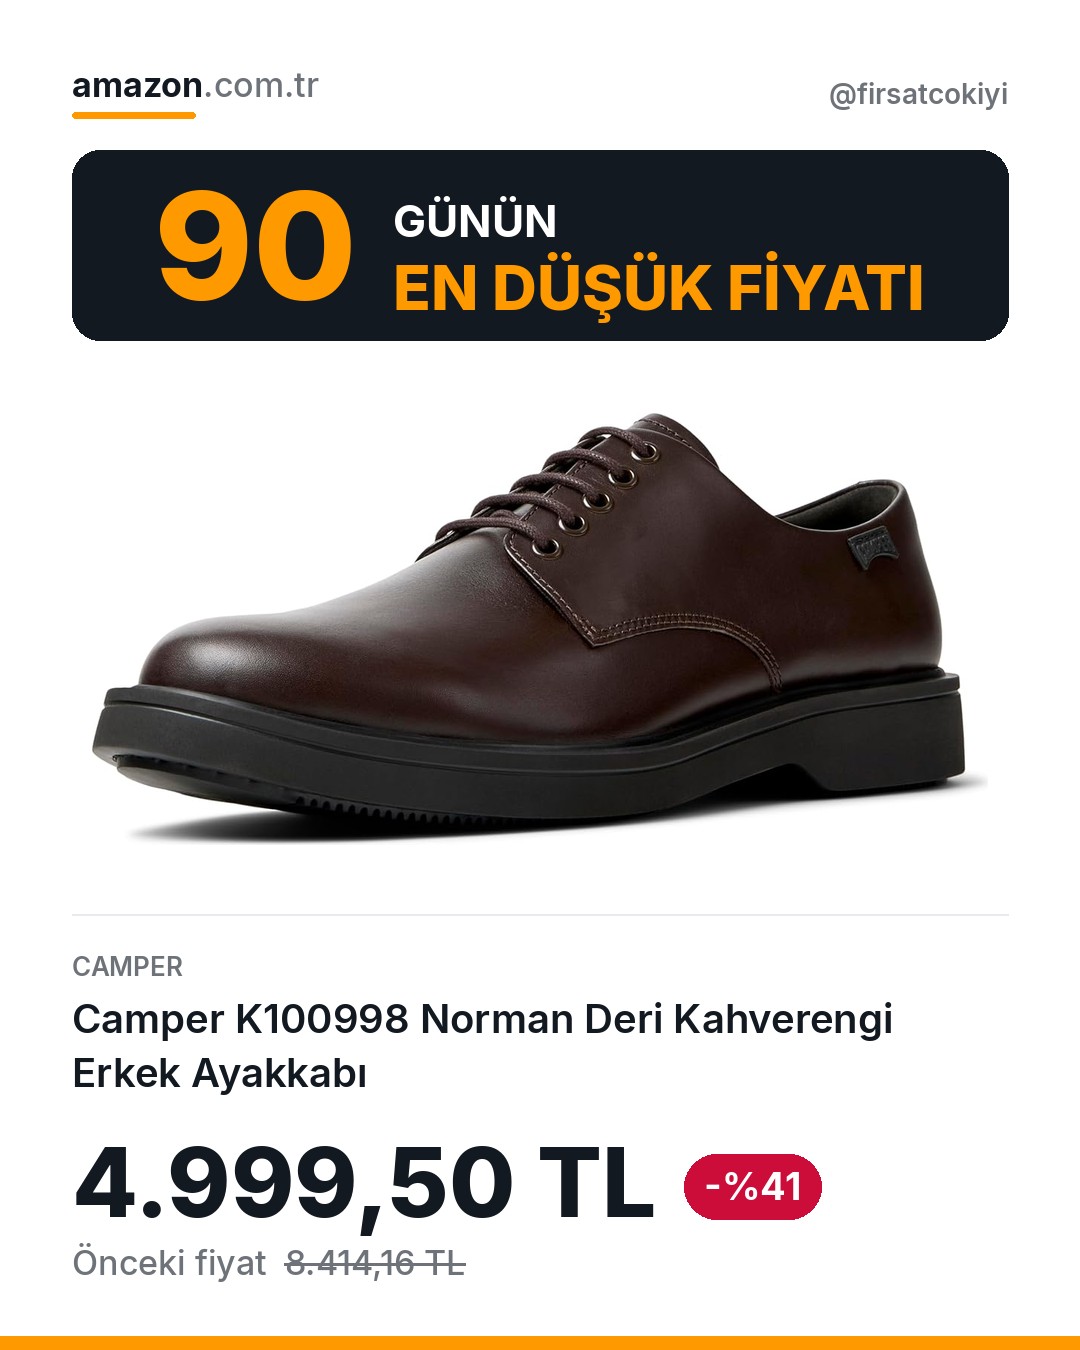 amazon.com.tr
@firsatcokiyi
90 GÜNÜN
EN DÜŞÜK FİYATI
CAMPER
CAMPER
Camper K100998 Norman Deri Kahverengi
Erkek Ayakkabı
4.999,50 TL -%41
Önceki fiyat 8.414,16 TL